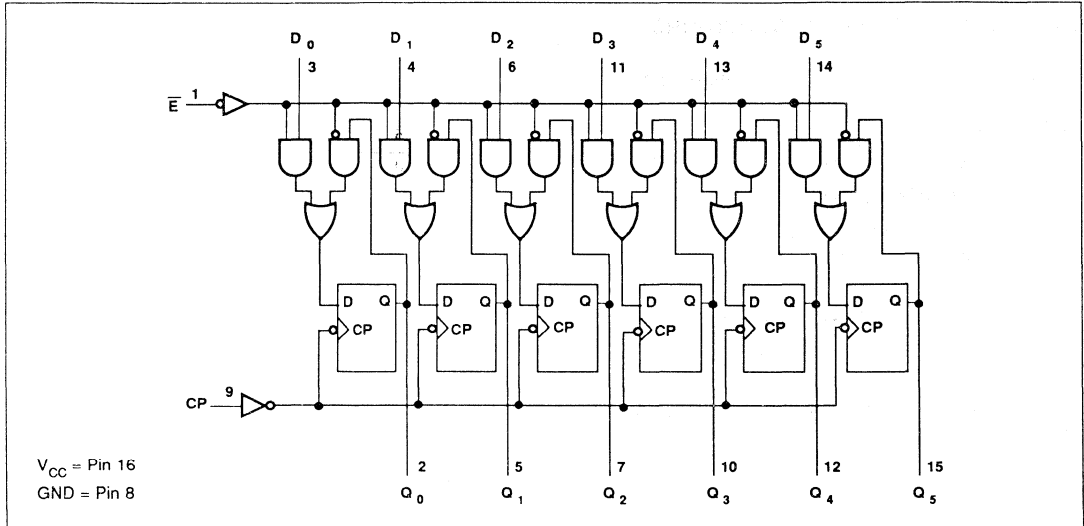 D0 D1 D2 D3 D4 D5
3 4 6 11 13 14
E̅ 1
D Q D Q D Q D Q D Q D Q
CP CP CP CP CP CP
CP 9
VCC = Pin 16
GND = Pin 8
2 5 7 10 12 15
Q0 Q1 Q2 Q3 Q4 Q5